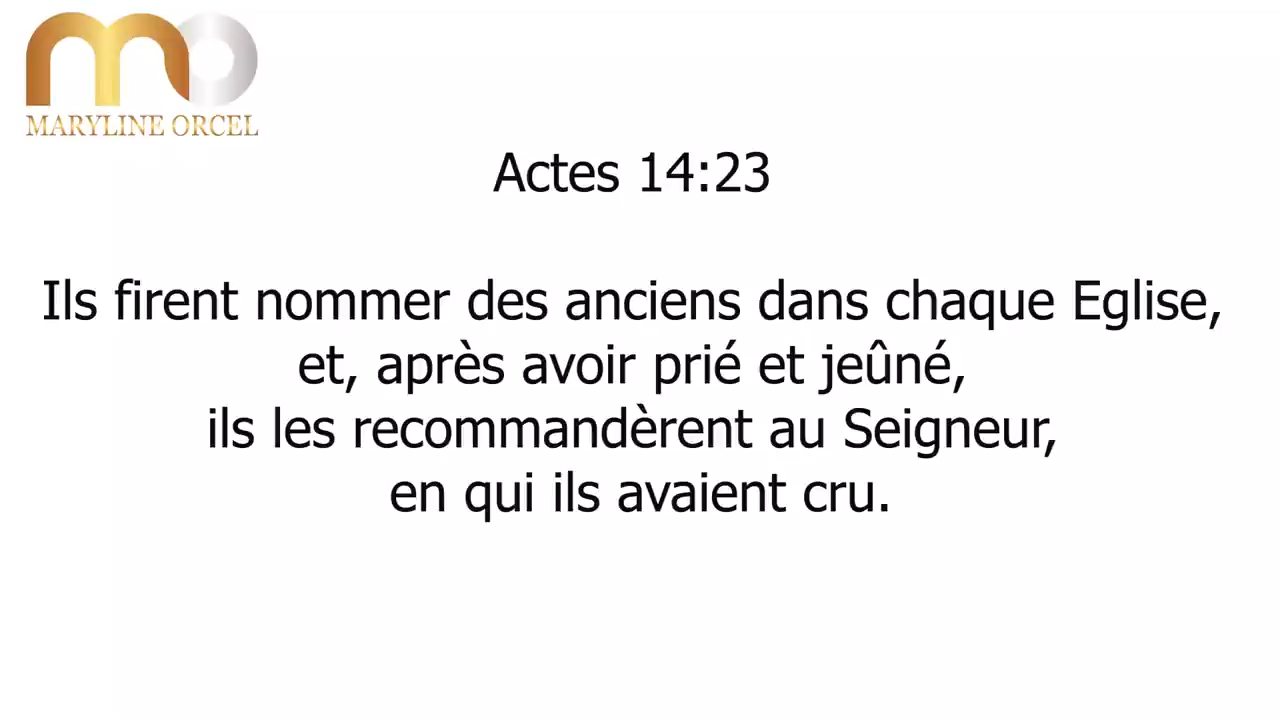 mo
MARYLINE ORCEL
Actes 14:23
Ils firent nommer des anciens dans chaque Eglise,
et, après avoir prié et jeûné,
ils les recommandèrent au Seigneur,
en qui ils avaient cru.